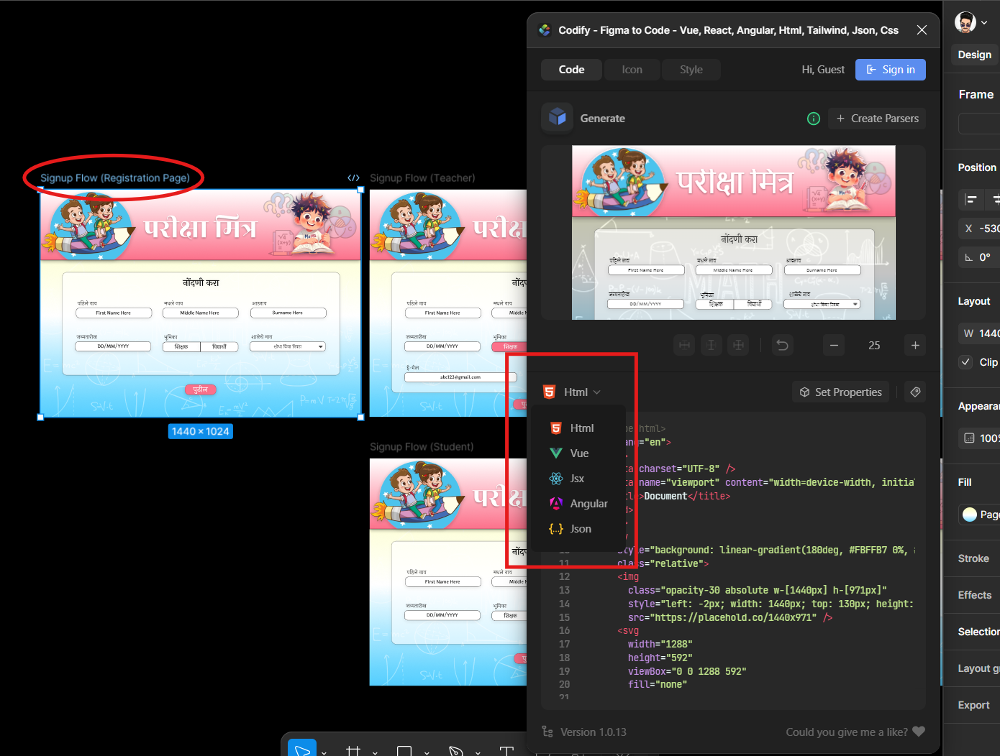 Codify - Figma to Code - Vue, React, Angular, Html, Tailwind, Json, Css
Code
Icon
Style
Hi, Guest
Sign in
Generate
Create Parsers
परीक्षा मित्र
नोंदणी करा
पहिले नाव
मधले नाव
आडनाव
First Name Here
Middle Name Here
Surname Here
जन्मतारीख
भूमिका
शाळेचे नाव
DD/MM/YYYY
शिक्षक
विद्यार्थी
शोधा किंवा निवडा
25
Html
Set Properties
Html
Vue
Jsx
Angular
Json
html>
ang="en">
charset="UTF-8" />
name="viewport" content="width=device-width, initial
>Document</title>
d>
10 style="background: linear-gradient(180deg, #FBFFB7 0%, #
11 class="relative">
12 <img
13 class="opacity-30 absolute w-[1440px] h-[971px]"
14 style="left: -2px; width: 1440px; top: 130px; height:
15 src="https://placehold.co/1440x971" />
16 <svg
17 width="1288"
18 height="592"
19 viewBox="0 0 1288 592"
20 fill="none"
21
Version 1.0.13
Could you give me a like?
Signup Flow (Registration Page)
</>
परीक्षा मित्र
नोंदणी करा
पहिले नाव
मधले नाव
आडनाव
First Name Here
Middle Name Here
Surname Here
जन्मतारीख
भूमिका
शाळेचे नाव
DD/MM/YYYY
शिक्षक
विद्यार्थी
शोधा किंवा निवडा
पुढील
1440 × 1024
Signup Flow (Teacher)
परीक्षा
नोंद
पहिले नाव
मधले नाव
First Name Here
Middle N
जन्मतारीख
भूमिका
DD/MM/YYYY
शिक्षक
ई-मेल
abc123@gmail.com
Signup Flow (Student)
परीक्षा
नोंद
पहिले नाव
मधले नाव
First Name Here
Middle N
जन्मतारीख
भूमिका
DD/MM/YYYY
शिक्षक
Design
Frame
Position
X -530
0°
Layout
W 1440
Clip
Appearan
100%
Fill
Page
Stroke
Effects
Selection
Layout gr
Export